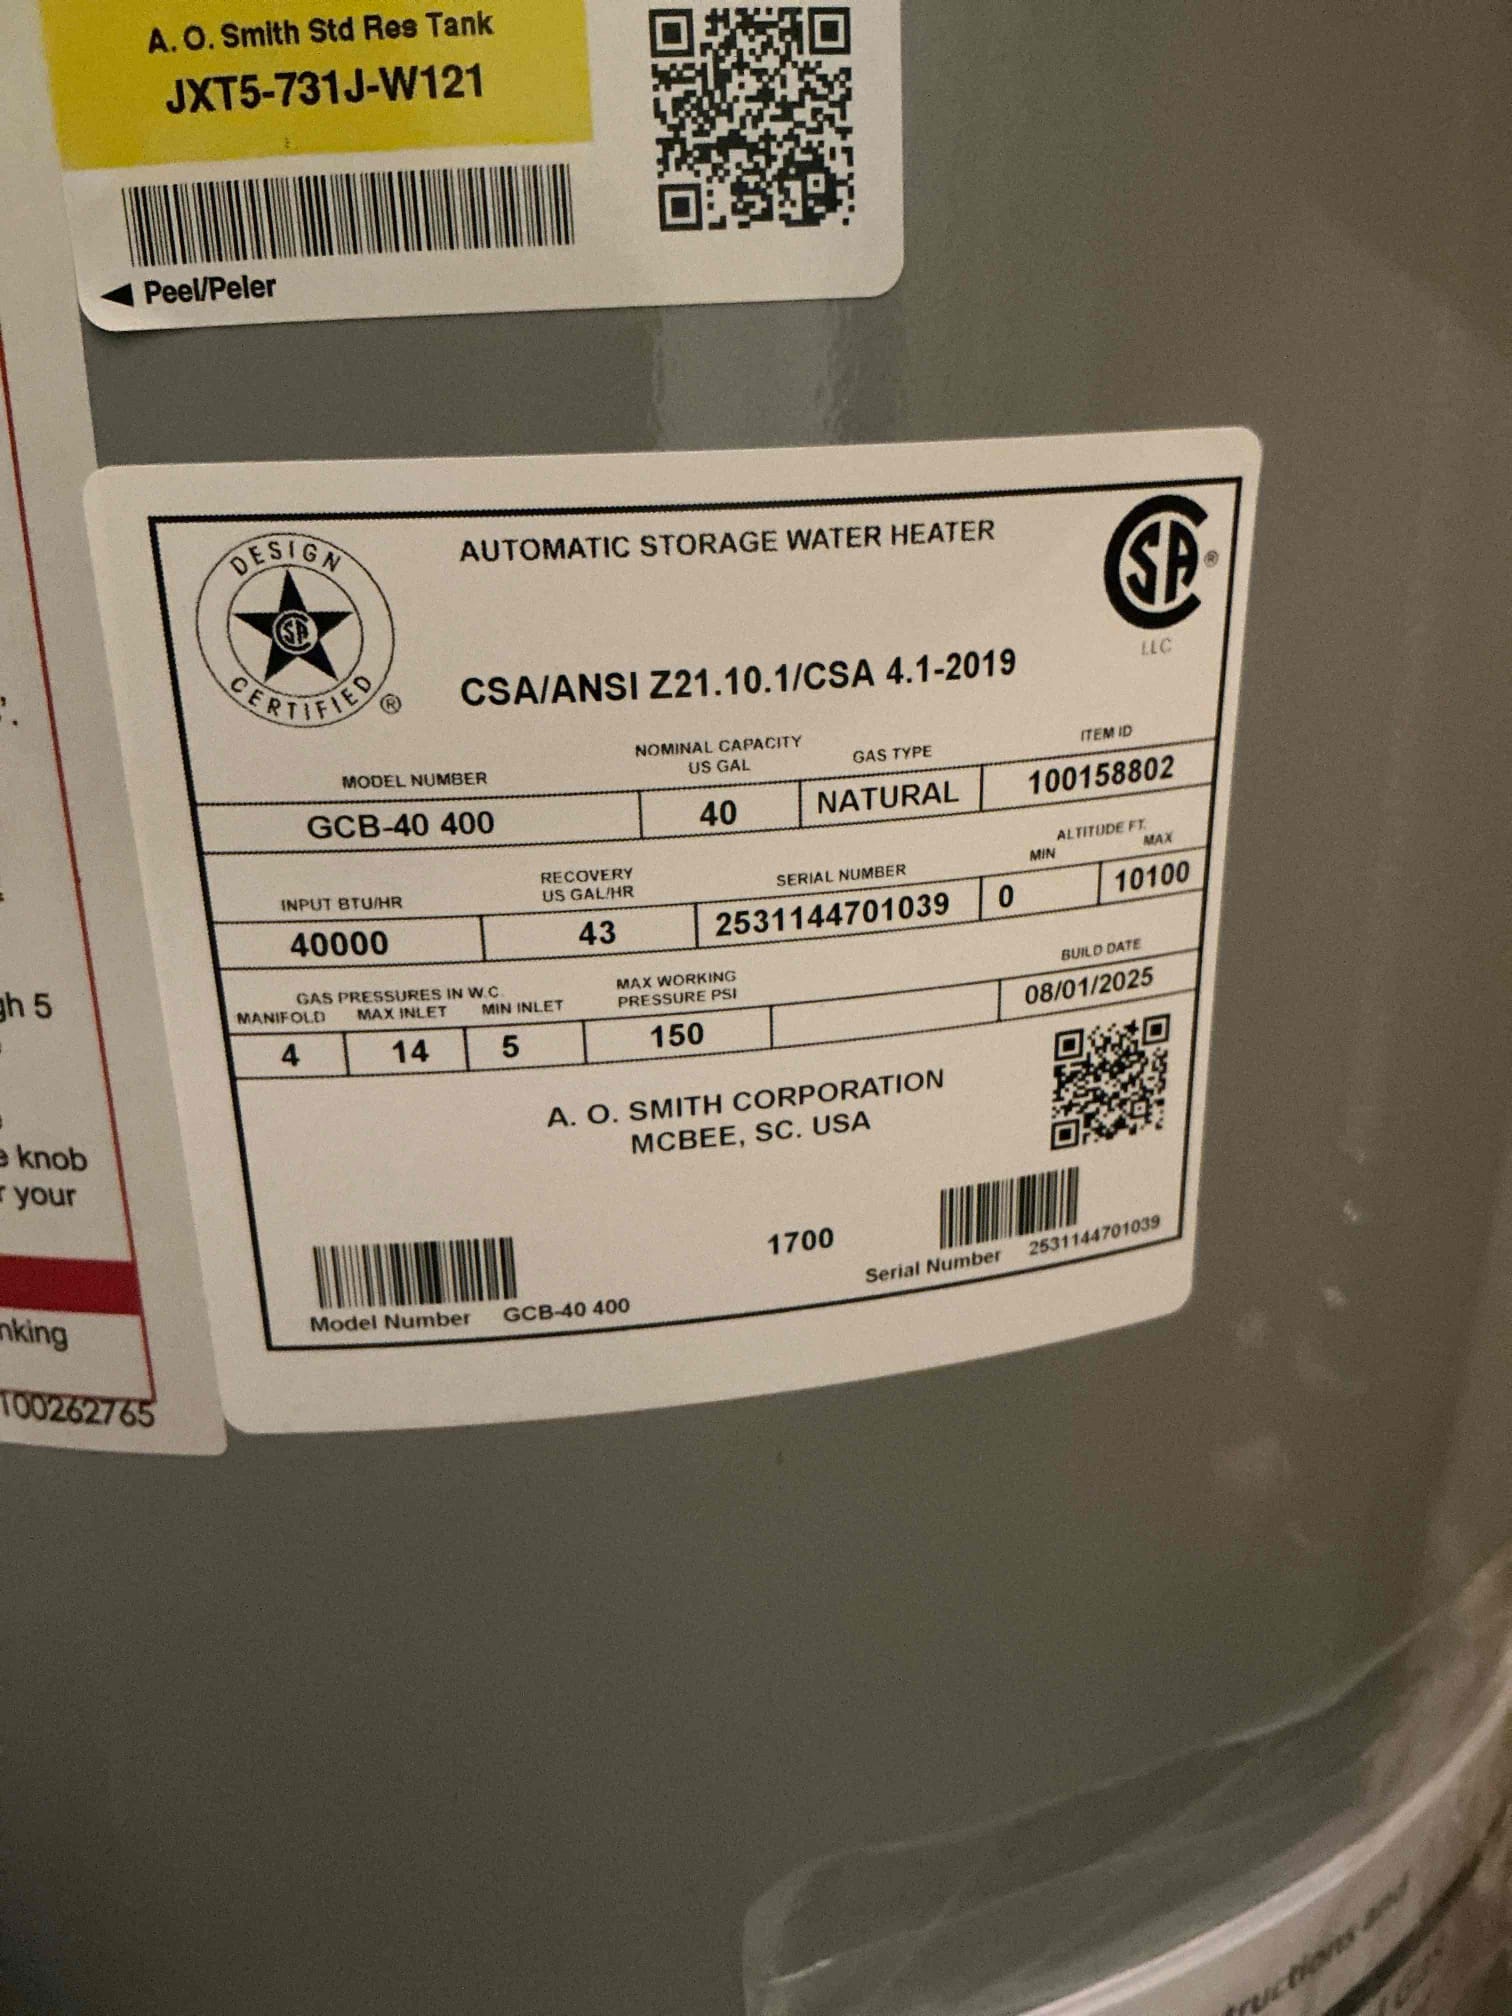 A. O. Smith Std Res Tank
JXT5-731J-W121
◄ Peel/Peler
DESIGN
CERTIFIED ®
AUTOMATIC STORAGE WATER HEATER
CSA/ANSI Z21.10.1/CSA 4.1-2019
®
LLC
MODEL NUMBER
NOMINAL CAPACITY
US GAL
GAS TYPE
ITEM ID
GCB-40 400
40
NATURAL
100158802
INPUT BTU/HR
RECOVERY
US GAL/HR
SERIAL NUMBER
ALTITUDE FT.
MIN
MAX
40000
43
2531144701039
0
10100
GAS PRESSURES IN W.C.
MANIFOLD
MAX INLET
MIN INLET
MAX WORKING
PRESSURE PSI
BUILD DATE
4
14
5
150
08/01/2025
A. O. SMITH CORPORATION
MCBEE, SC. USA
1700
Model Number GCB-40 400
Serial Number 2531144701039
gh 5
knob
your
nking
100262765